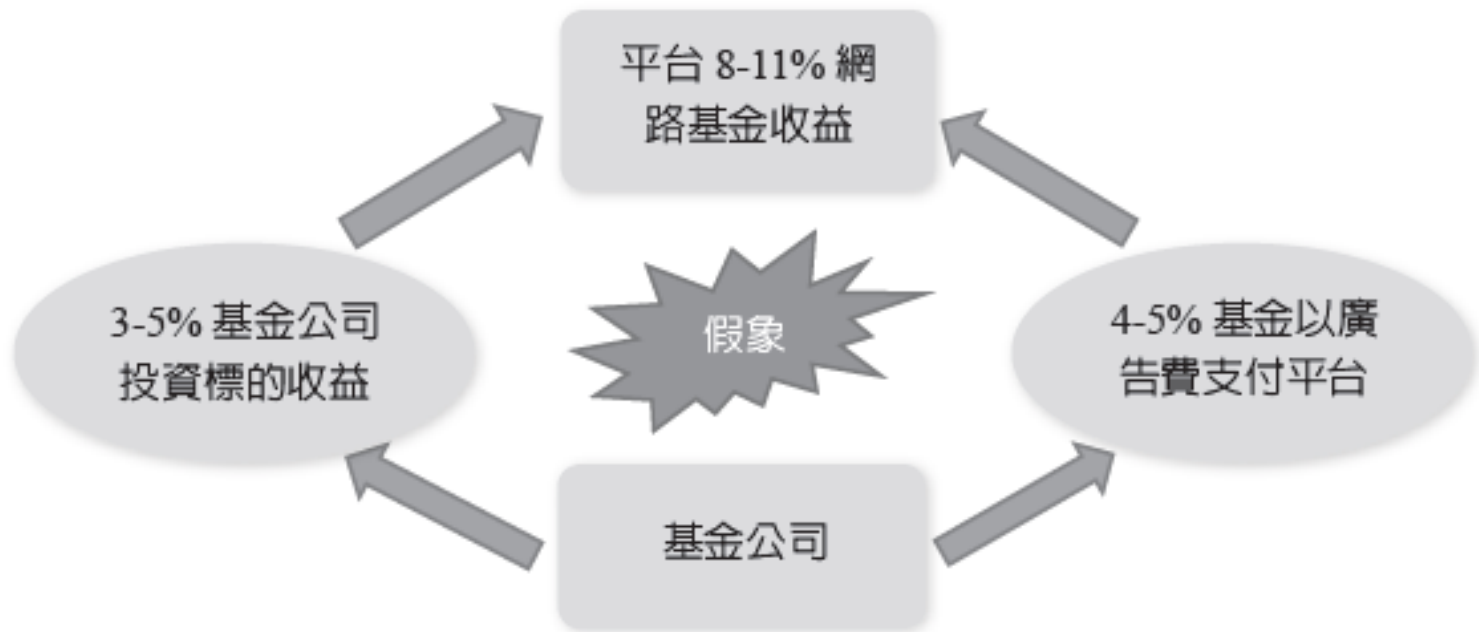 平台 8-11% 網
路基金收益
3-5% 基金公司
投資標的收益
假象
4-5% 基金以廣
告費支付平台
基金公司